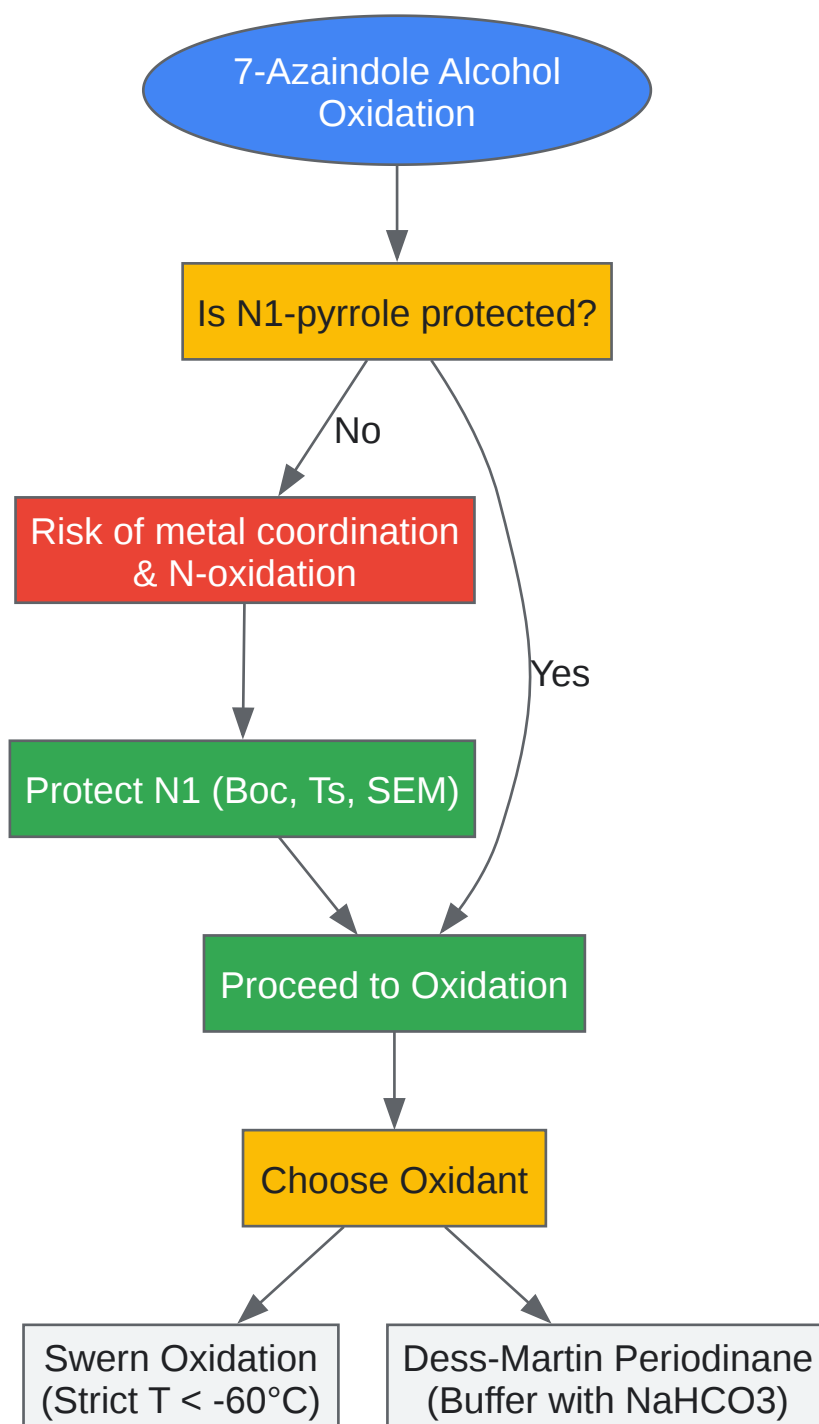 7-Azaindole Alcohol
Oxidation
Is N1-pyrrole protected?
No
Risk of metal coordination
& N-oxidation
Yes
Protect N1 (Boc, Ts, SEM)
Proceed to Oxidation
Choose Oxidant
Swern Oxidation
(Strict T < -60°C)
Dess-Martin Periodinane
(Buffer with NaHCO3)